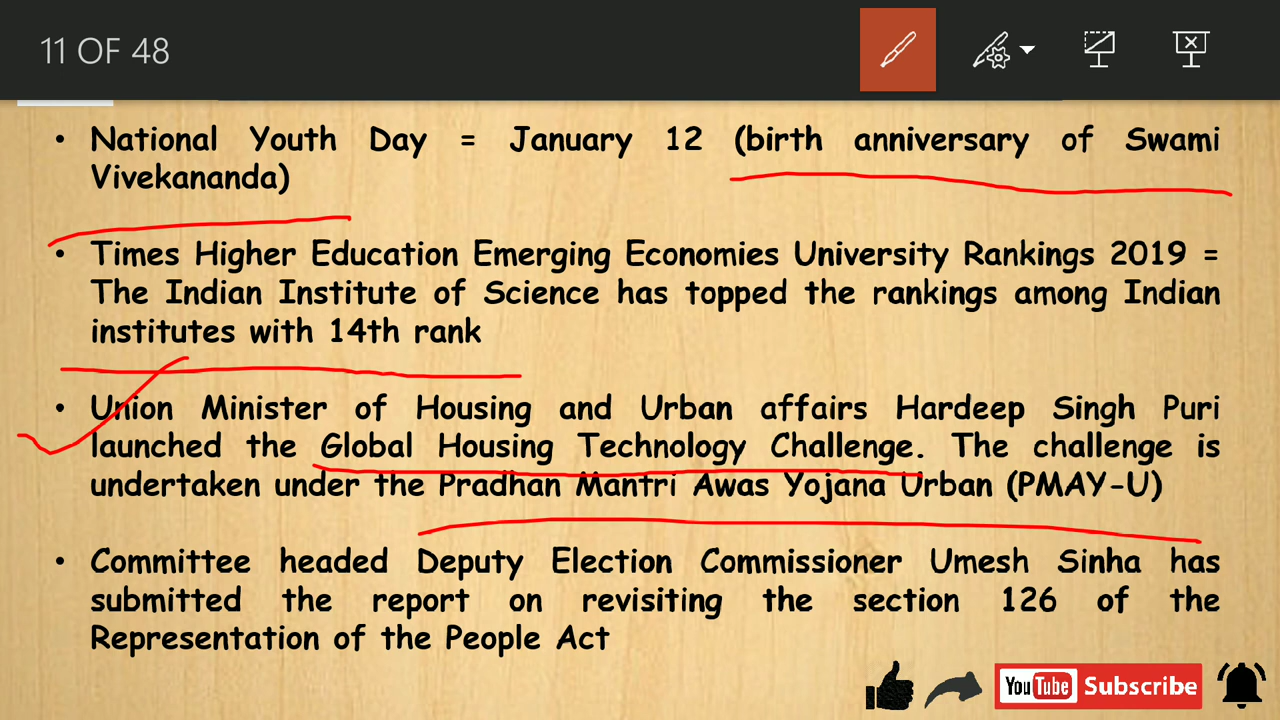 11 OF 48
• National Youth Day = January 12 (birth anniversary of Swami
Vivekananda)
• Times Higher Education Emerging Economies University Rankings 2019 =
The Indian Institute of Science has topped the rankings among Indian
institutes with 14th rank
• Union Minister of Housing and Urban affairs Hardeep Singh Puri
launched the Global Housing Technology Challenge. The challenge is
undertaken under the Pradhan Mantri Awas Yojana Urban (PMAY-U)
• Committee headed Deputy Election Commissioner Umesh Sinha has
submitted the report on revisiting the section 126 of the
Representation of the People Act
YouTube Subscribe